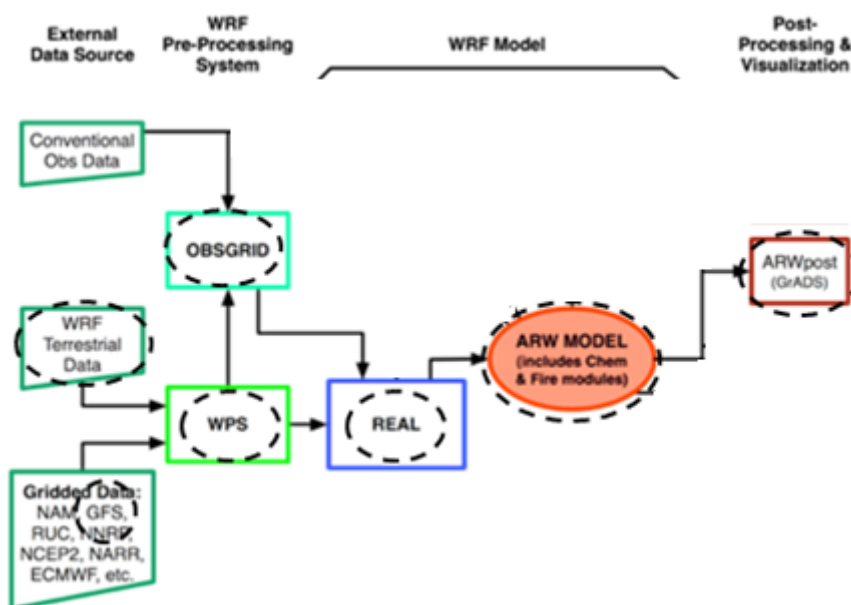 External
Data Source
WRF
Pre-Processing
System
WRF Model
Post-
Processing &
Visualization
Conventional
Obs Data
OBSGRID
WRF
Terrestrial
Data
WPS
REAL
ARW MODEL
(includes Chem
& Fire modules)
ARWpost
(GrADS)
Gridded Data:
NAM, GFS,
RUC, NNRP,
NCEP2, NARR,
ECMWF, etc.